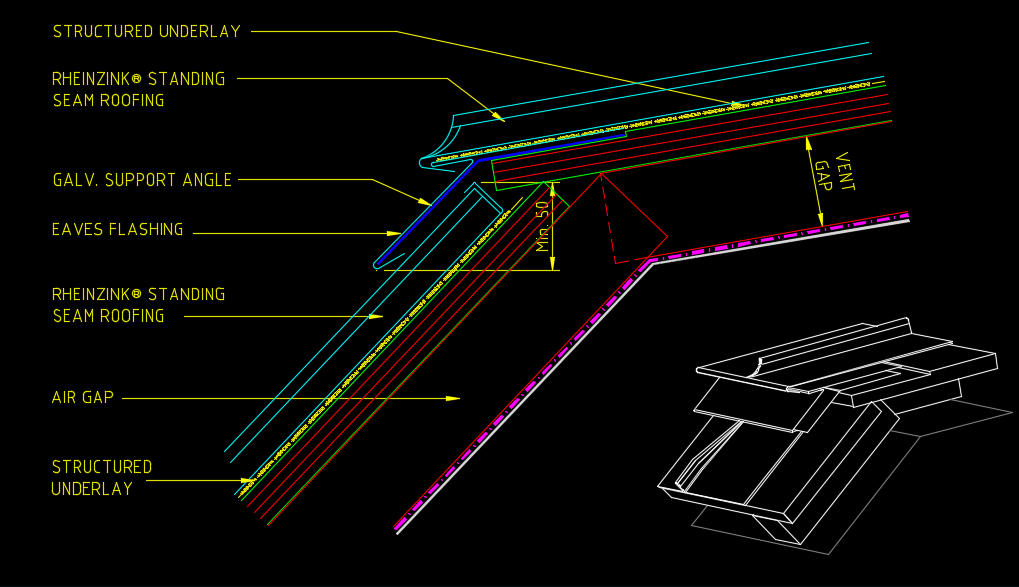 STRUCTURED UNDERLAY
RHEINZINK® STANDING
SEAM ROOFING
GALV. SUPPORT ANGLE
EAVES FLASHING
RHEINZINK® STANDING
SEAM ROOFING
AIR GAP
STRUCTURED
UNDERLAY
Min. 50
VENT
GAP